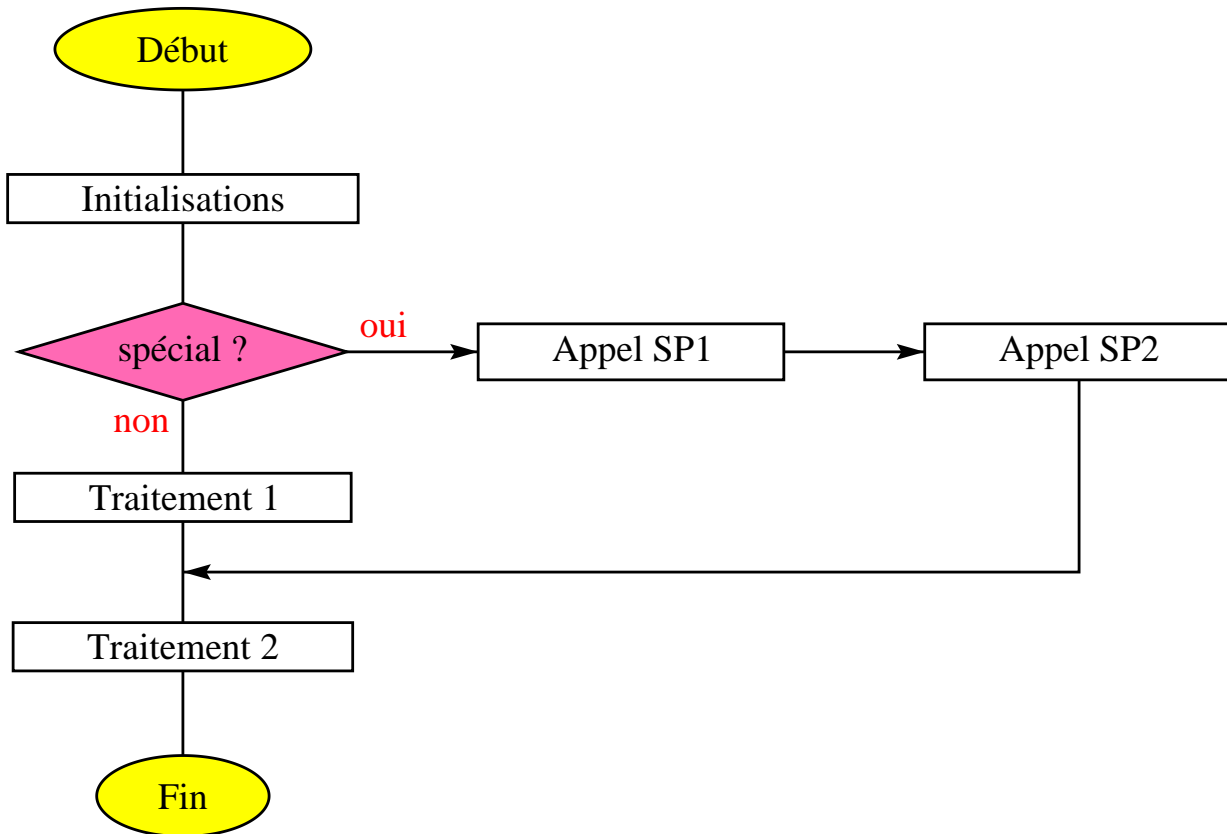 Début
Initialisations
spécial ?
oui
Appel SP1
Appel SP2
non
Traitement 1
Traitement 2
Fin